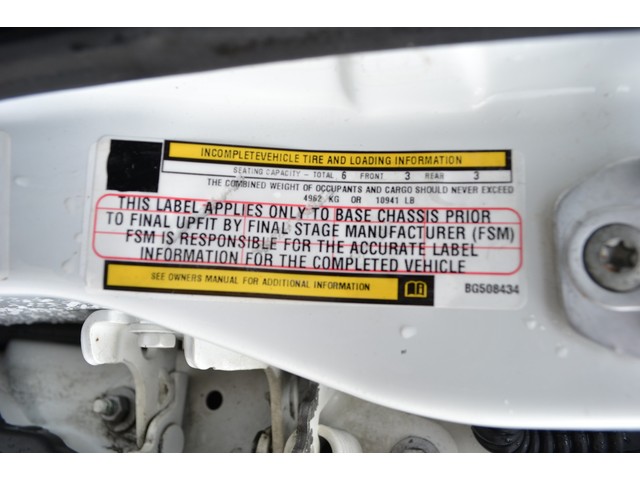 INCOMPLETEVEHICLE TIRE AND LOADING INFORMATION
SEATING CAPACITY - TOTAL 6 FRONT 3 REAR 3
THE COMBINED WEIGHT OF OCCUPANTS AND CARGO SHOULD NEVER EXCEED
4962 KG OR 10941 LB
THIS LABEL APPLIES ONLY TO BASE CHASSIS PRIOR
TO FINAL UPFIT BY FINAL STAGE MANUFACTURER (FSM)
FSM IS RESPONSIBLE FOR THE ACCURATE LABEL
INFORMATION FOR THE COMPLETED VEHICLE
SEE OWNERS MANUAL FOR ADDITIONAL INFORMATION
BG508434